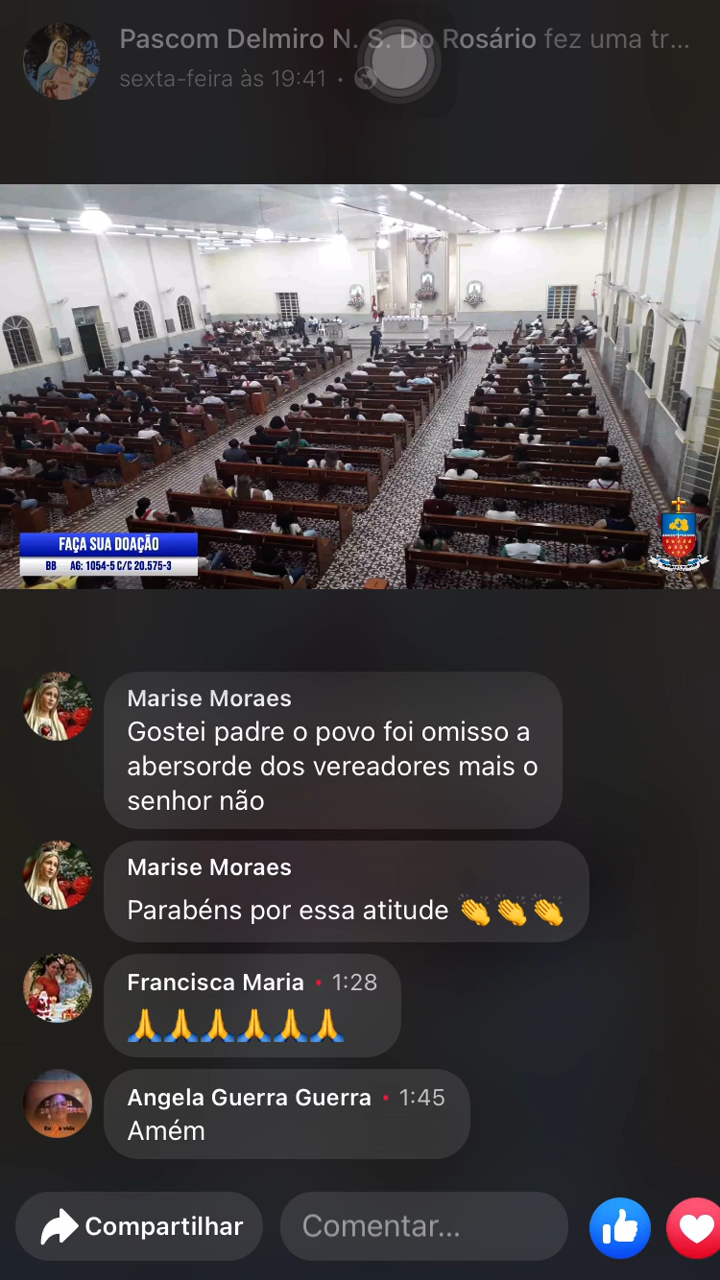 Pascom Delmiro N. S. Do Rosário fez uma tr...
sexta-feira às 19:41 •
FAÇA SUA DOAÇÃO
BB AG: 1054-5 C/C 20.575-3
Marise Moraes
Gostei padre o povo foi omisso a
abersorde dos vereadores mais o
senhor não
Marise Moraes
Parabéns por essa atitude 👏👏👏
Francisca Maria • 1:28
🙏🙏🙏🙏🙏🙏
Angela Guerra Guerra • 1:45
Amém
Compartilhar
Comentar...